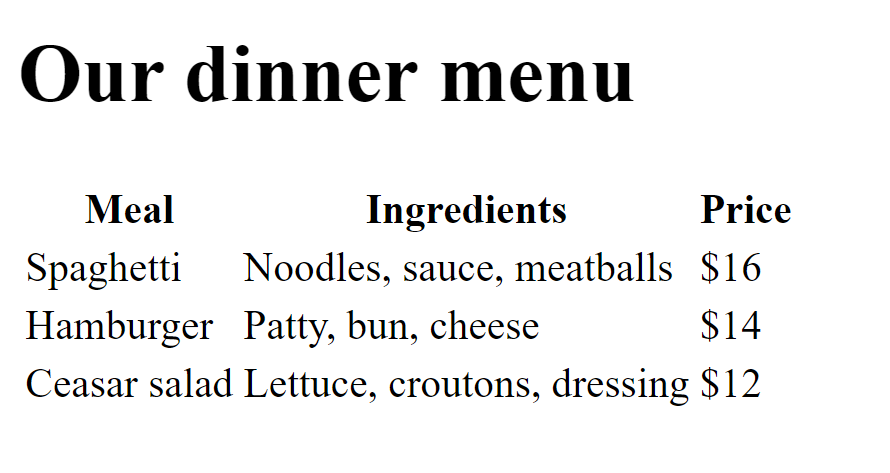 Our dinner menu
Meal Ingredients Price
Spaghetti Noodles, sauce, meatballs $16
Hamburger Patty, bun, cheese $14
Ceasar salad Lettuce, croutons, dressing $12